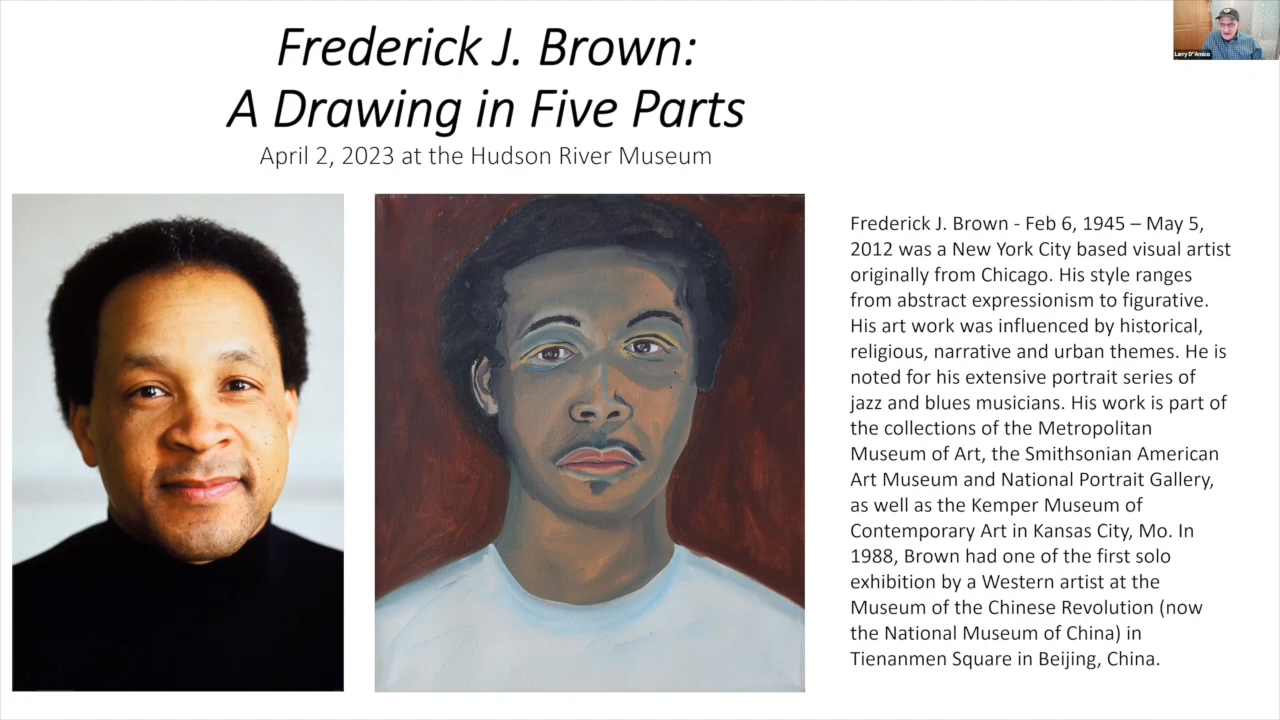 Frederick J. Brown:
A Drawing in Five Parts
April 2, 2023 at the Hudson River Museum
Larry D"Amico
Frederick J. Brown - Feb 6, 1945 – May 5,
2012 was a New York City based visual artist
originally from Chicago. His style ranges
from abstract expressionism to figurative.
His art work was influenced by historical,
religious, narrative and urban themes. He is
noted for his extensive portrait series of
jazz and blues musicians. His work is part of
the collections of the Metropolitan
Museum of Art, the Smithsonian American
Art Museum and National Portrait Gallery,
as well as the Kemper Museum of
Contemporary Art in Kansas City, Mo. In
1988, Brown had one of the first solo
exhibition by a Western artist at the
Museum of the Chinese Revolution (now
the National Museum of China) in
Tienanmen Square in Beijing, China.